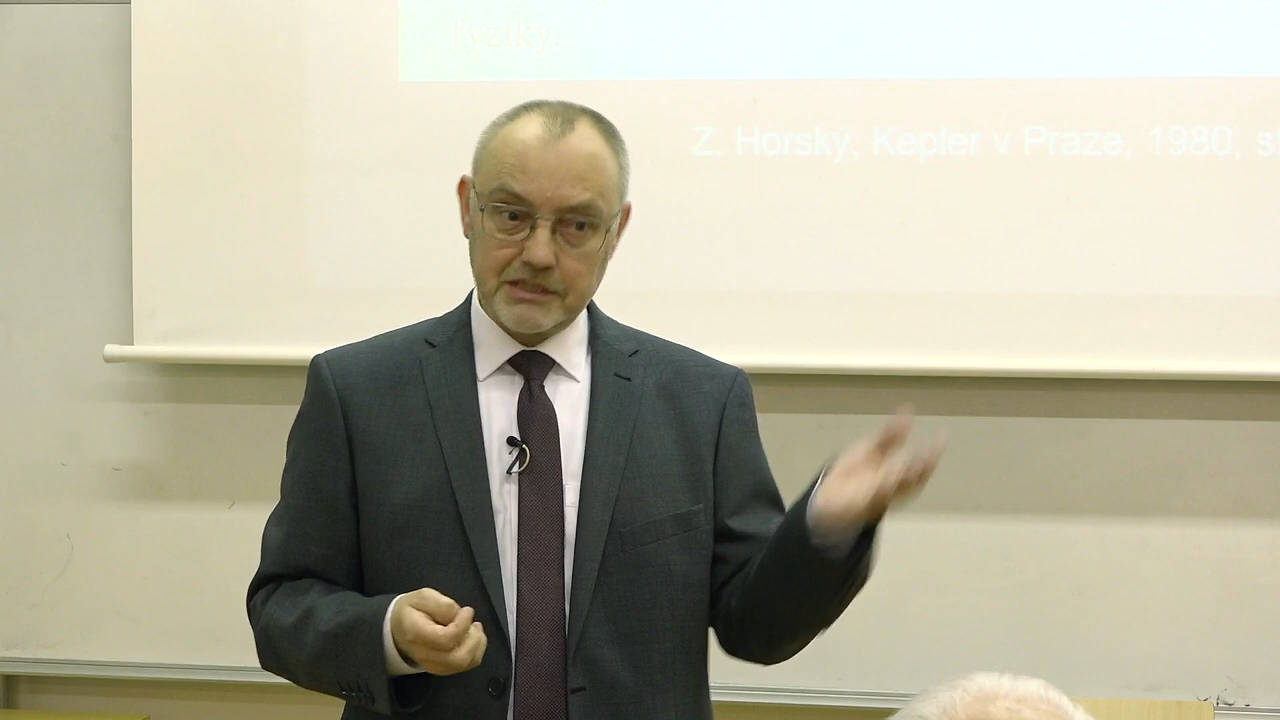 fyziky.
Z. Horský, Kepler v Praze, 1980, s